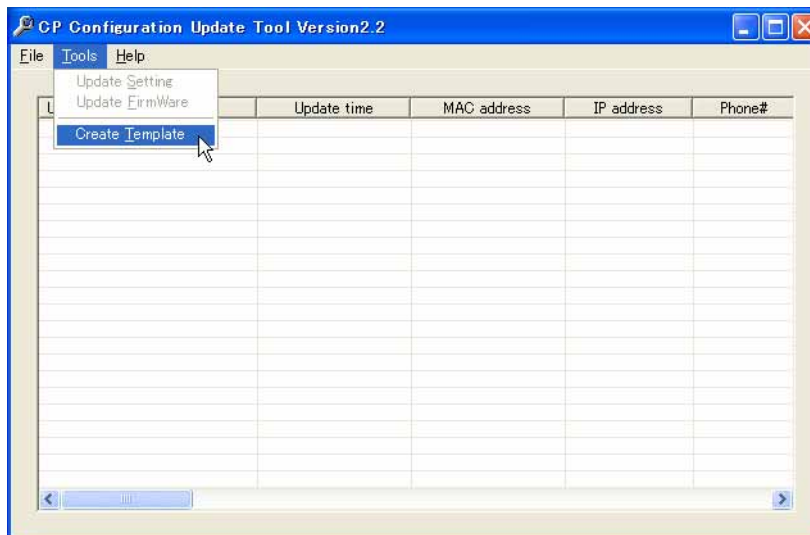 CP Configuration Update Tool Version2.2
File Tools Help
Update Setting
Update FirmWare
Create Template
Update time MAC address IP address Phone#